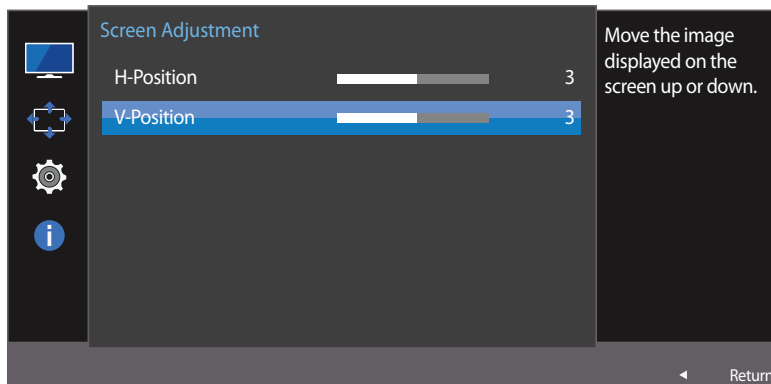 Screen Adjustment
H-Position 3
V-Position 3
Move the image
displayed on the
screen up or down.
i
Return